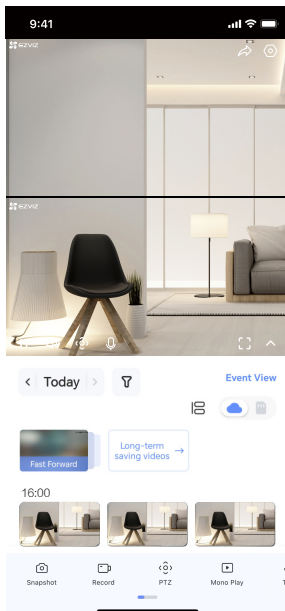 9:41
EZVIZ
EZVIZ
Today
Event View
Fast Forward
Long-term
saving videos
16:00
Snapshot
Record
PTZ
Mono Play